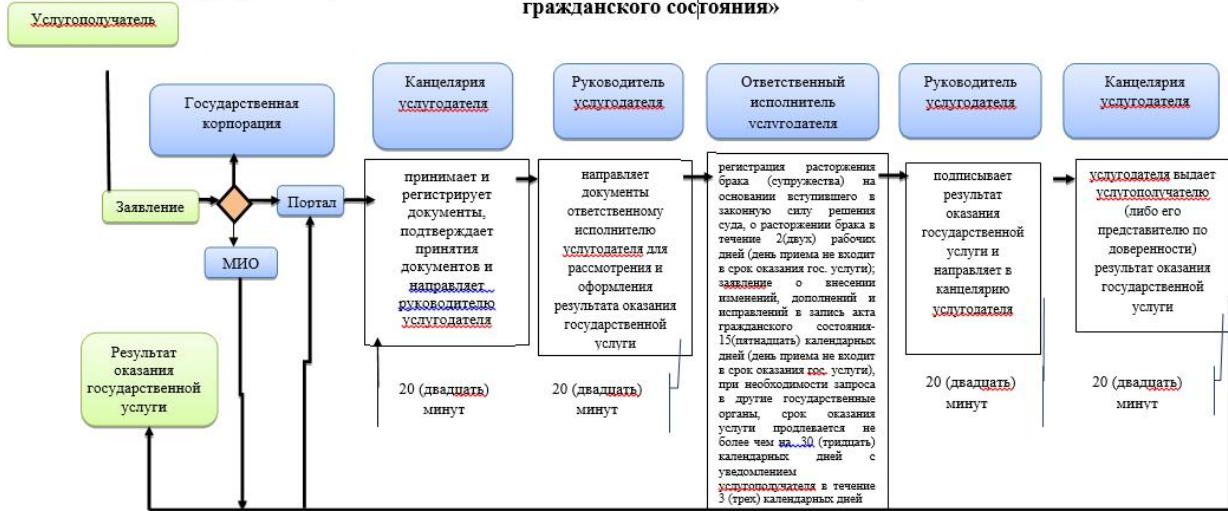 гражданского состояния»
Услугополучатель
Государственная
корпорация
Канцелярия
услугодателя
Руководитель
услугодателя
Ответственный
исполнитель
услугодателя
Руководитель
услугодателя
Канцелярия
услугодателя
Заявление
Портал
МИО
принимает и
регистрирует
документы,
подтверждает
принятия
документов и
направляет
руководителю
услугодателя
направляет
документы
ответственному
исполнителю
услугодателя для
рассмотрения и
оформления
результата оказания
государственной
услуги
регистрация расторжения
брака (супружества) на
основании вступившего в
законную силу решения
суда, о расторжении брака в
течение 2(двух) рабочих
дней (день приема не входит
в срок оказания гос. услуги);
заявление о внесении
изменений, дополнений и
исправлений в запись акта
гражданского состояния-
15(пятнадцать) календарных
дней (день приема не входит
в срок оказания гос. услуги),
при необходимости запроса
в другие государственные
органы, срок оказания
услуги продлевается не
более чем на 30 (тридцать)
календарных дней с
уведомлением
услугополучателя в течение
3 (трех) календарных дней
подписывает
результат
оказания
государственной
услуги и
направляет в
канцелярию
услугодателя
услугодателя выдает
услугополучателю
(либо его
представителю по
доверенности)
результат оказания
государственной
услуги
Результат
оказания
государственной
услуги
20 (двадцать)
минут
20 (двадцать)
минут
20 (двадцать)
минут
20 (двадцать)
минут